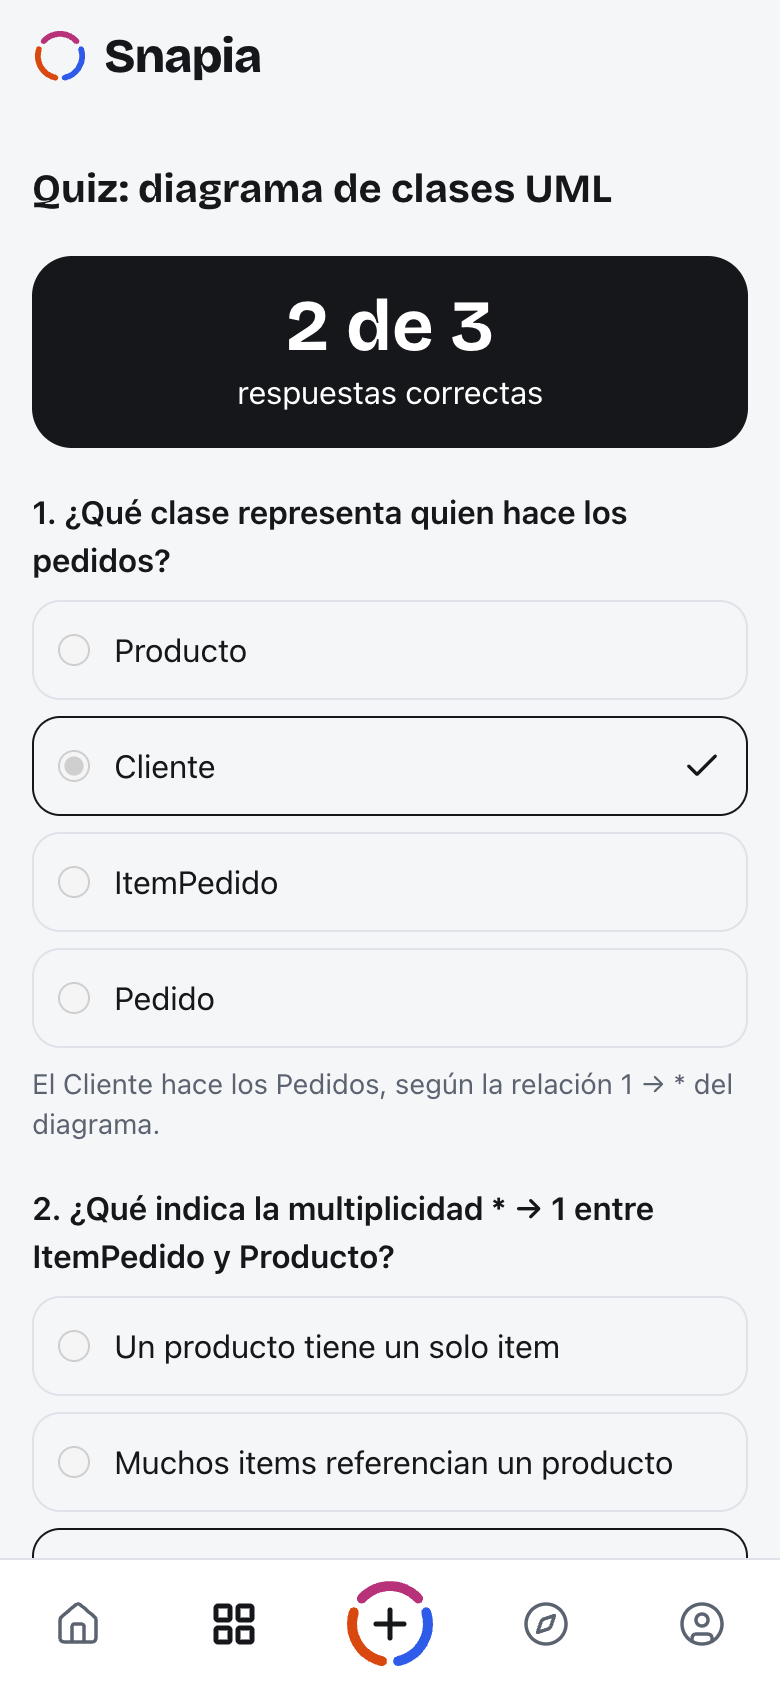 Snapia
Quiz: diagrama de clases UML
2 de 3
respuestas correctas
1. ¿Qué clase representa quien hace los
pedidos?
Producto
Cliente
ItemPedido
Pedido
El Cliente hace los Pedidos, según la relación 1 → * del
diagrama.
2. ¿Qué indica la multiplicidad * → 1 entre
ItemPedido y Producto?
Un producto tiene un solo item
Muchos items referencian un producto